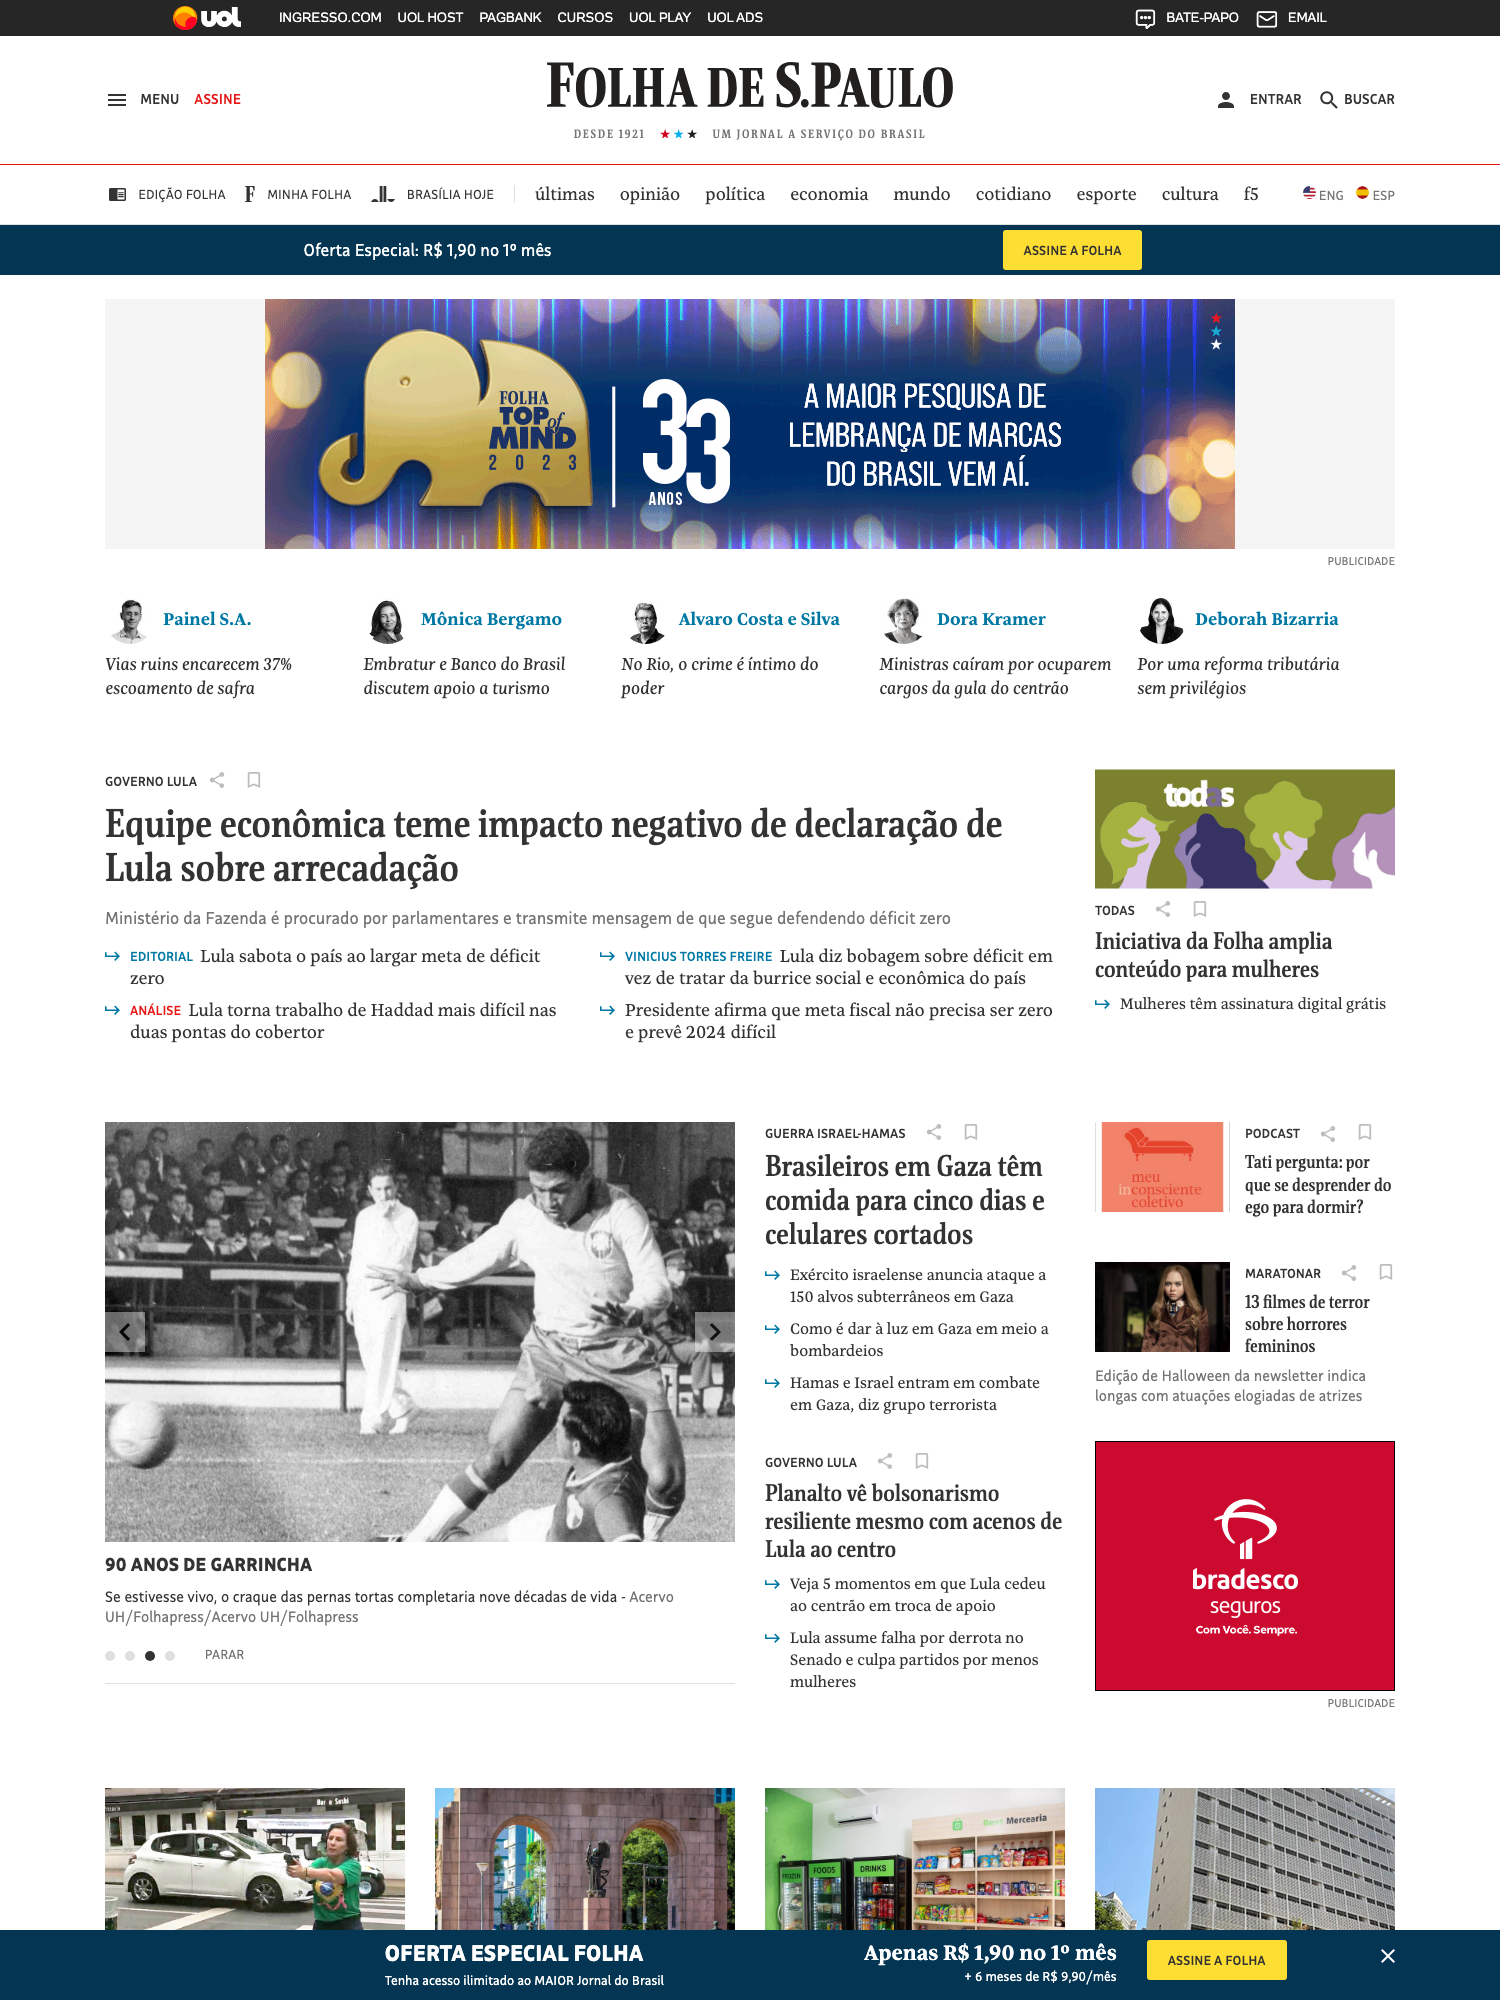 uol INGRESSO.COM UOL HOST PAGBANK CURSOS UOL PLAY UOL ADS BATE-PAPO EMAIL
MENU ASSINE
FOLHA DE S.PAULO
DESDE 1921 ★★★ UM JORNAL A SERVIÇO DO BRASIL
ENTRAR BUSCAR
EDIÇÃO FOLHA F MINHA FOLHA BRASÍLIA HOJE últimas opinião política economia mundo cotidiano esporte cultura f5 ENG ESP
Oferta Especial: R$ 1,90 no 1º mês ASSINE A FOLHA
FOLHA
TOP of
MIND
2023
33
ANOS
A MAIOR PESQUISA DE
LEMBRANÇA DE MARCAS
DO BRASIL VEM AÍ.
PUBLICIDADE
Painel S.A.
Vias ruins encarecem 37%
escoamento de safra
Mônica Bergamo
Embratur e Banco do Brasil
discutem apoio a turismo
Alvaro Costa e Silva
No Rio, o crime é íntimo do
poder
Dora Kramer
Ministras caíram por ocuparem
cargos da gula do centrão
Deborah Bizarria
Por uma reforma tributária
sem privilégios
GOVERNO LULA
Equipe econômica teme impacto negativo de declaração de
Lula sobre arrecadação
Ministério da Fazenda é procurado por parlamentares e transmite mensagem de que segue defendendo déficit zero
EDITORIAL Lula sabota o país ao largar meta de déficit
zero
ANÁLISE Lula torna trabalho de Haddad mais difícil nas
duas pontas do cobertor
VINICIUS TORRES FREIRE Lula diz bobagem sobre déficit em
vez de tratar da burrice social e econômica do país
Presidente afirma que meta fiscal não precisa ser zero
e prevê 2024 difícil
todas
TODAS
Iniciativa da Folha amplia
conteúdo para mulheres
Mulheres têm assinatura digital grátis
90 ANOS DE GARRINCHA
Se estivesse vivo, o craque das pernas tortas completaria nove décadas de vida - Acervo
UH/Folhapress/Acervo UH/Folhapress
PARAR
GUERRA ISRAEL-HAMAS
Brasileiros em Gaza têm
comida para cinco dias e
celulares cortados
Exército israelense anuncia ataque a
150 alvos subterrâneos em Gaza
Como é dar à luz em Gaza em meio a
bombardeios
Hamas e Israel entram em combate
em Gaza, diz grupo terrorista
GOVERNO LULA
Planalto vê bolsonarismo
resiliente mesmo com acenos de
Lula ao centro
Veja 5 momentos em que Lula cedeu
ao centrão em troca de apoio
Lula assume falha por derrota no
Senado e culpa partidos por menos
mulheres
meu
inconsciente
coletivo
PODCAST
Tati pergunta: por
que se desprender do
ego para dormir?
MARATONAR
13 filmes de terror
sobre horrores
femininos
Edição de Halloween da newsletter indica
longas com atuações elogiadas de atrizes
bradesco
seguros
Com Você. Sempre.
PUBLICIDADE
FOODS
DRINKS
Mercearia
OFERTA ESPECIAL FOLHA
Tenha acesso ilimitado ao MAIOR Jornal do Brasil
Apenas R$ 1,90 no 1º mês
+ 6 meses de R$ 9,90/mês
ASSINE A FOLHA